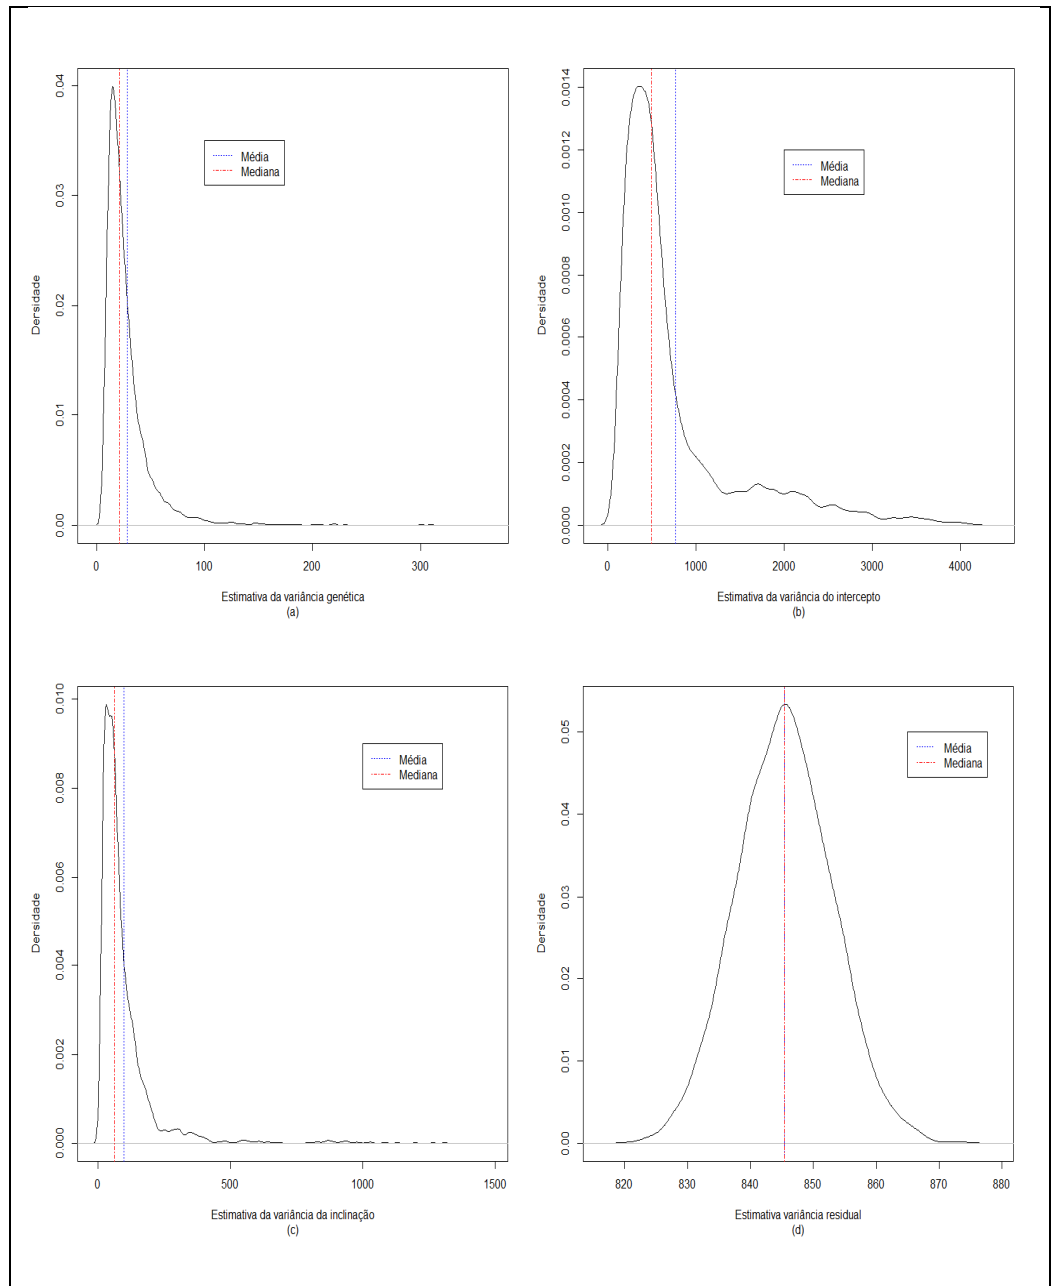 0.04
0.03
0.02
0.01
0.00
Dersidade
Média
Mediana
0
100
200
300
Estimativa da variância genética
(a)
0.0014
0.0012
0.0010
0.0008
0.0006
0.0004
0.0002
0.0000
Dersidade
Média
Mediana
0
1000
2000
3000
4000
Estimativa da variância do intercepto
(b)
0.010
0.008
0.006
0.004
0.002
0.000
Dersidade
Média
Mediana
0
500
1000
1500
Estimativa da variância da inclinação
(c)
0.05
0.04
0.03
0.02
0.01
0.00
Dersidade
Média
Mediana
820
830
840
850
860
870
880
Estimativa variância residual
(d)